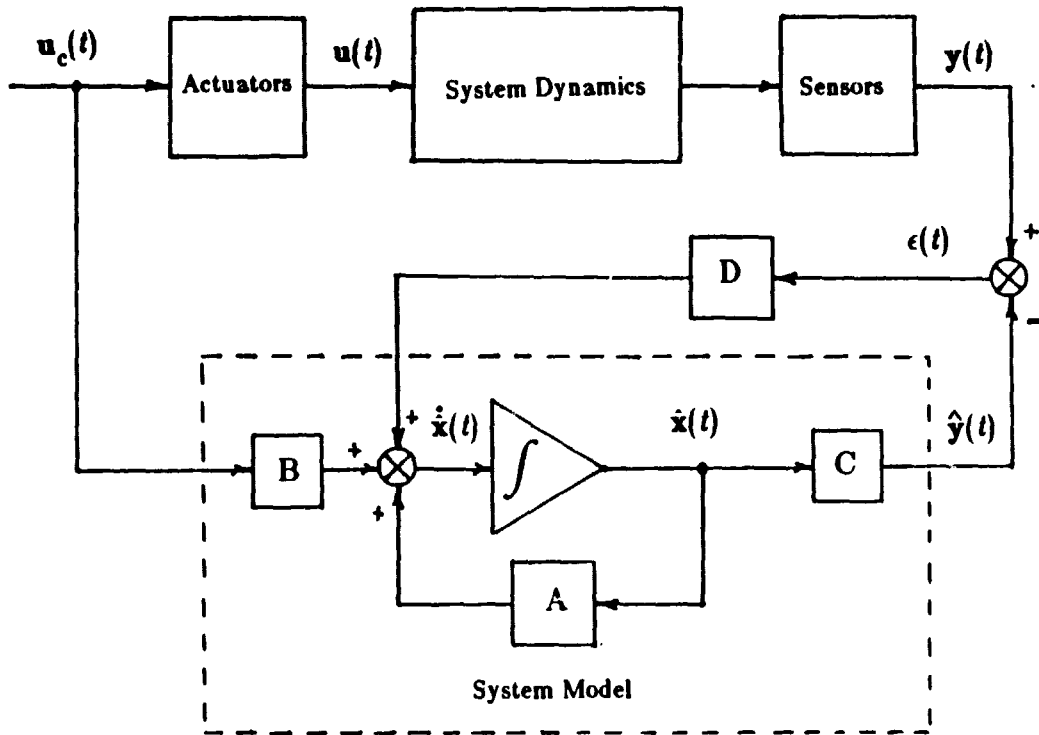 u_c(t)
Actuators
u(t)
System Dynamics
Sensors
y(t)
+
ε(t)
D
−
+
ẋ̂(t)
x̂(t)
ŷ(t)
+
B
∫
C
+
A
System Model